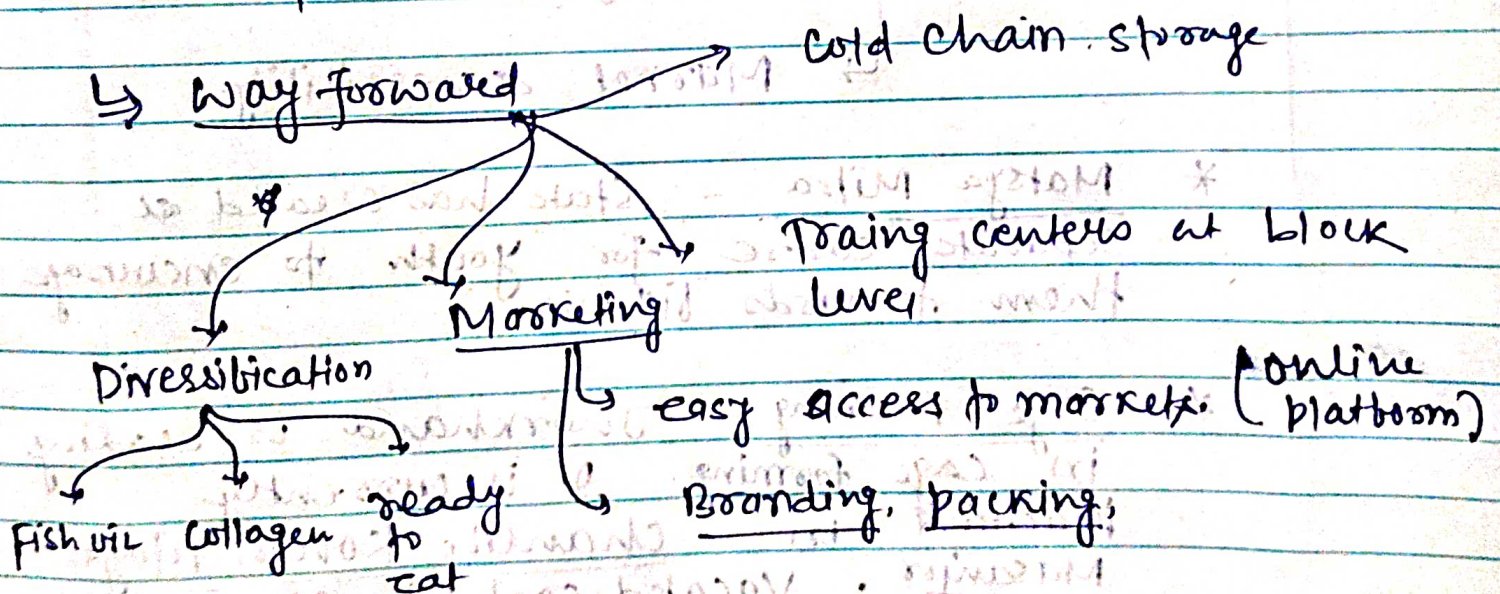 ↳ Way forward
Cold Chain storage
Traing centers at block
level.
Marketing
Diversification
easy access to markets. (online
platform)
Fish oil Collagen ready
to
eat
Branding, packing,